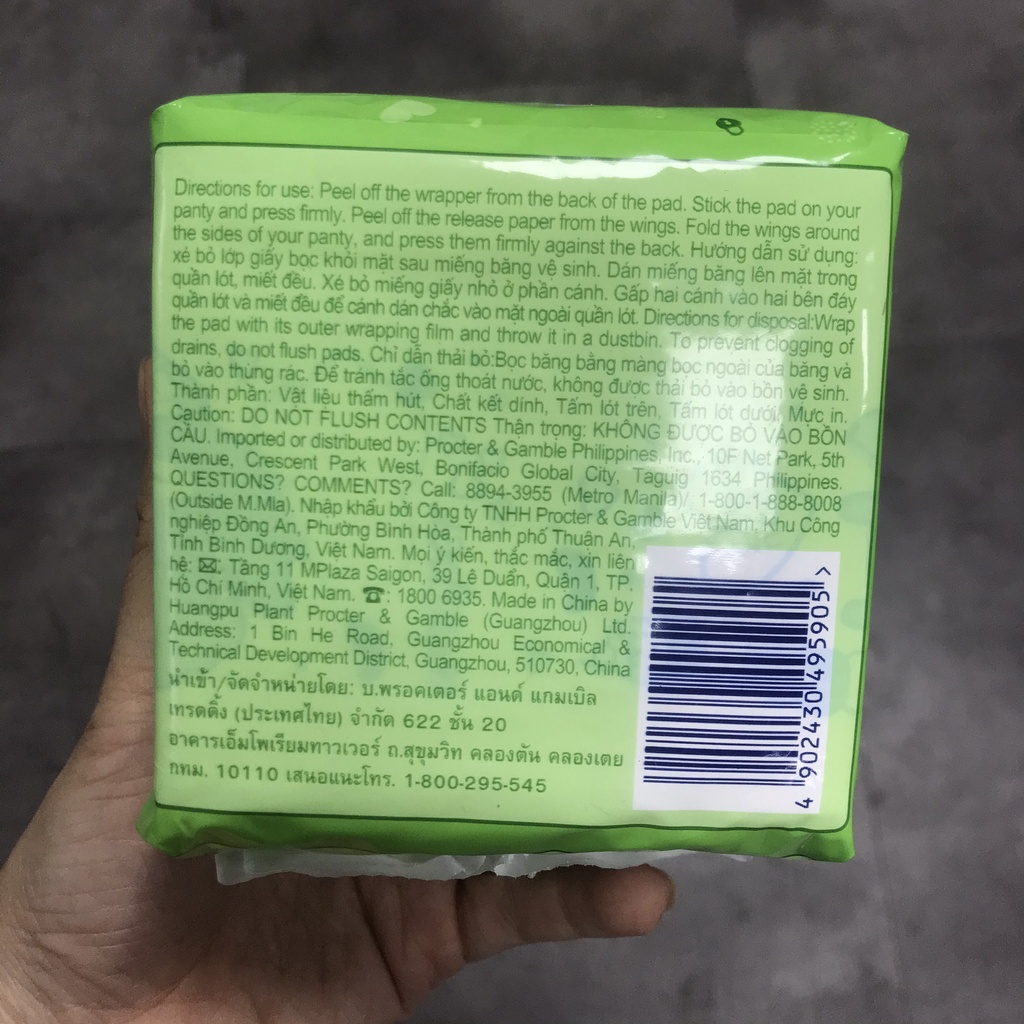 Directions for use: Peel off the wrapper from the back of the pad. Stick the pad on your
panty and press firmly. Peel off the release paper from the wings. Fold the wings around
the sides of your panty, and press them firmly against the back. Hướng dẫn sử dụng:
xé bỏ lớp giấy bọc khỏi mặt sau miếng băng vệ sinh. Dán miếng băng lên mặt trong
quần lót, miết đều. Xé bỏ miếng giấy nhỏ ở phần cánh. Gấp hai cánh vào hai bên đáy
quần lót và miết đều để cánh dán chắc vào mặt ngoài quần lót. Directions for disposal:Wrap
the pad with its outer wrapping film and throw it in a dustbin. To prevent clogging of
drains, do not flush pads. Chỉ dẫn thải bỏ:Bọc băng bằng màng bọc ngoài của băng và
bỏ vào thùng rác. Để tránh tắc ống thoát nước, không được thải bỏ vào bồn vệ sinh.
Thành phần: Vật liệu thấm hút, Chất kết dính, Tấm lót trên, Tấm lót dưới, Mực in.
Caution: DO NOT FLUSH CONTENTS Thận trọng: KHÔNG ĐƯỢC BỎ VÀO BỒN
CẦU. Imported or distributed by: Procter & Gamble Philippines, Inc., 10F Net Park, 5th
Avenue, Crescent Park West, Bonifacio Global City, Taguig 1634 Philippines.
QUESTIONS? COMMENTS? Call: 8894-3955 (Metro Manila)/ 1-800-1-888-8008
(Outside M.Mla). Nhập khẩu bởi Công ty TNHH Procter & Gamble Việt Nam, Khu Công
nghiệp Đồng An, Phường Bình Hòa, Thành phố Thuận An,
Tỉnh Bình Dương, Việt Nam. Mọi ý kiến, thắc mắc, xin liên
hệ: ✉: Tầng 11 MPlaza Saigon, 39 Lê Duẩn, Quận 1, TP.
Hồ Chí Minh, Việt Nam. ☎: 1800 6935. Made in China by
Huangpu Plant Procter & Gamble (Guangzhou) Ltd.
Address: 1 Bin He Road, Guangzhou Economical &
Technical Development District, Guangzhou, 510730, China
นำเข้า/จัดจำหน่ายโดย: บ.พรอคเตอร์ แอนด์ แกมเบิล
เทรดดิ้ง (ประเทศไทย) จำกัด 622 ชั้น 20
อาคารเอ็มโพเรียมทาวเวอร์ ถ.สุขุมวิท คลองตัน คลองเตย
กทม. 10110 เสนอแนะโทร. 1-800-295-545
4 902430 495905 >